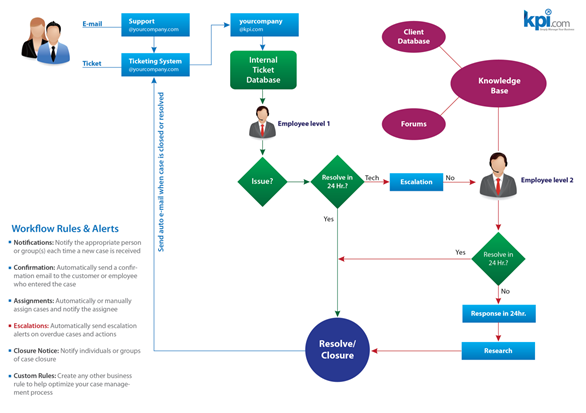 E-mail
Support
@yourcompany.com
yourcompany
@kpi.com
kpi.com
Ticket
Ticketing System
@yourcompany.com
Internal
Ticket
Database
Client
Database
Knowledge
Base
Forums
Employee level 1
Issue?
Resolve in
24 Hr.?
Tech
Escalation
No
Employee level 2
Yes
Send auto e-mail when case is closed or resolved
Resolve
in 24 Hr.?
Yes
No
Response in 24hr.
Research
Resolve/
Closure
Workflow Rules & Alerts
• Notifications: Notify the appropriate person
or group(s) each time a new case is received
• Confirmation: Automatically send a confir-
mation email to the customer or employee
who entered the case
• Assignments: Automatically or manually
assign cases and notify the assignee
• Escalations: Automatically send escalation
alerts on overdue cases and actions
• Closure Notice: Notify individuals or groups
of case closure
• Custom Rules: Create any other business
rule to help optimize your case manage-
ment process